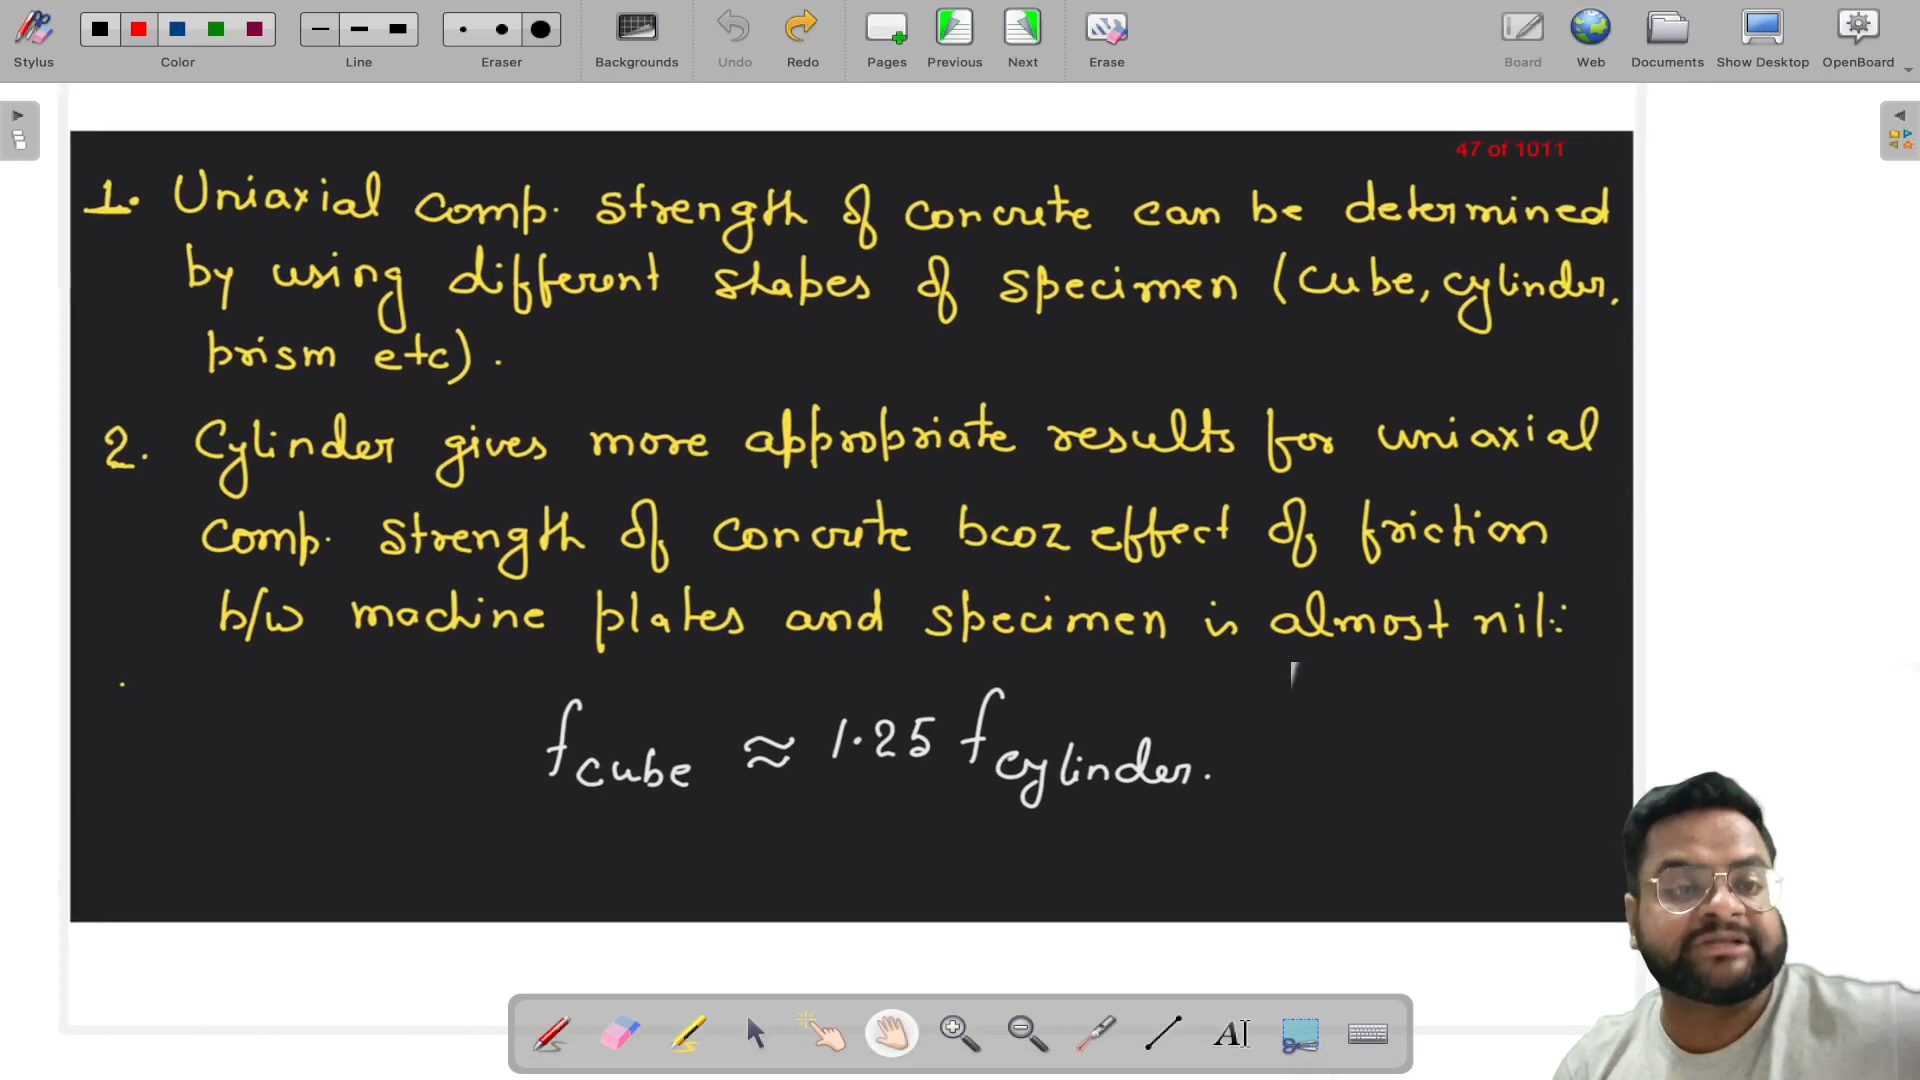 Stylus Color Line Eraser Backgrounds Undo Redo Pages Previous Next Erase Board Web Documents Show Desktop OpenBoard
47 of 1011
1. Uniaxial comp. strength of concrete can be determined
by using different shapes of specimen (cube, cylinder,
prism etc).
2. Cylinder gives more appropriate results for uniaxial
comp. strength of concrete bcoz effect of friction
b/w machine plates and specimen is almost nil:
f cube ≈ 1.25 f cylinder.